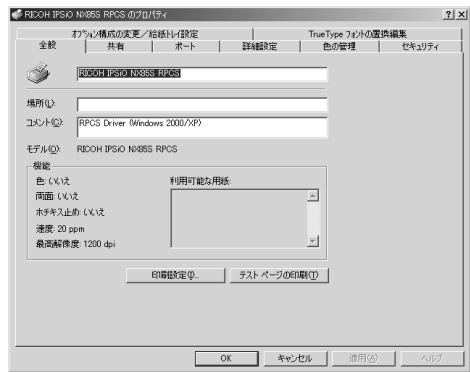 RICOH IPSiO NX85S RPCS のプロパティ
オプション構成の変更／給紙トレイ設定 TrueType フォントの置換編集
全般 共有 ポート 詳細設定 色の管理 セキュリティ
RICOH IPSiO NX85S RPCS
場所(L):
コメント(C): RPCS Driver (Windows 2000/XP)
モデル(O): RICOH IPSiO NX85S RPCS
機能
色: いいえ 利用可能な用紙:
両面: いいえ
ホチキス止め: いいえ
速度: 20 ppm
最高解像度: 1200 dpi
印刷設定(I)... テスト ページの印刷(T)
OK キャンセル 適用(A) ヘルプ